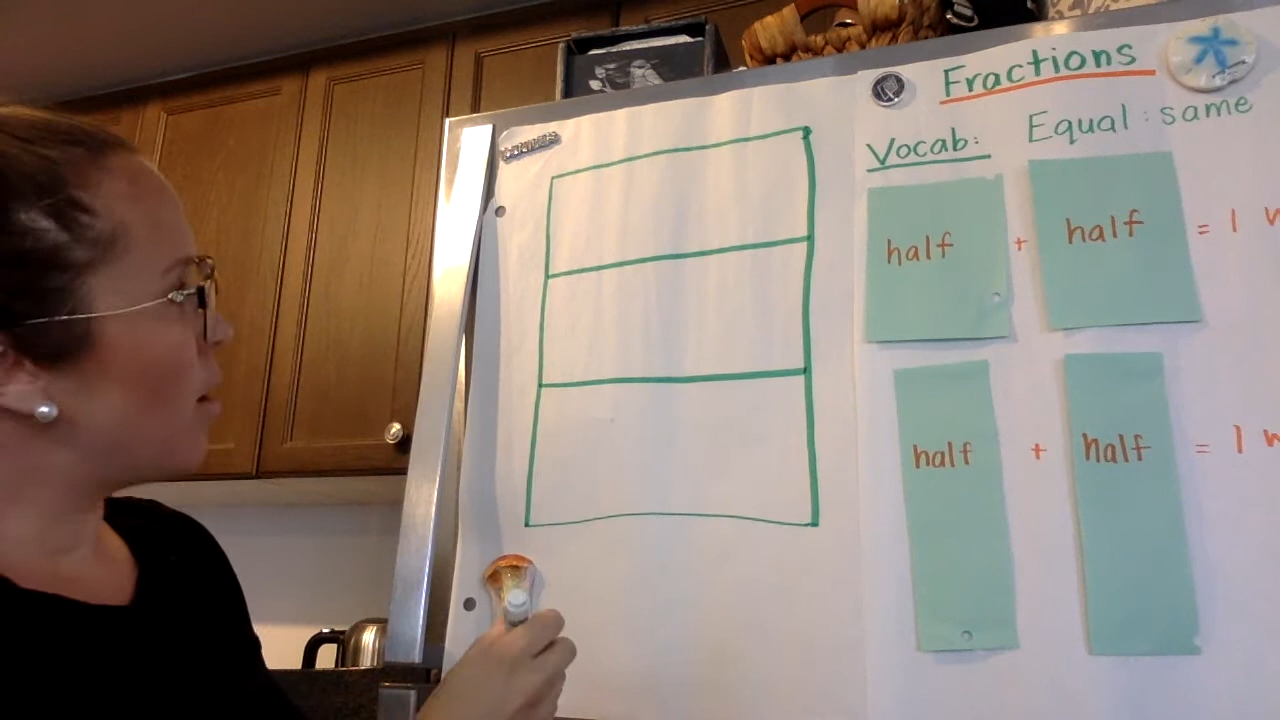 Fractions
Vocab: Equal: same
half + half = 1
half + half = 1